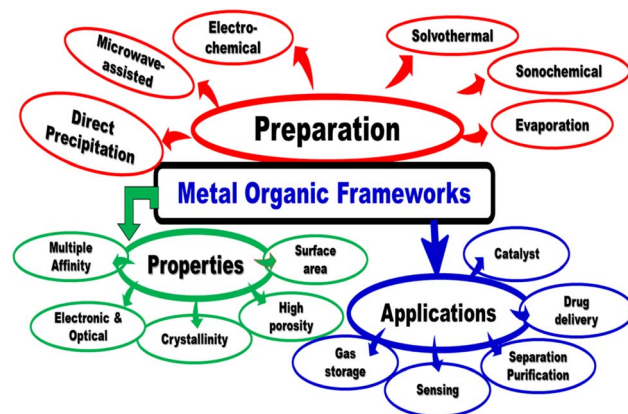 Electro-
chemical
Solvothermal
Microwave-
assisted
Sonochemical
Direct
Precipitation
Preparation
Evaporation
Metal Organic Frameworks
Multiple
Affinity
Properties
Surface
area
Electronic &
Optical
Crystallinity
High
porosity
Catalyst
Applications
Drug
delivery
Gas
storage
Sensing
Separation
Purification